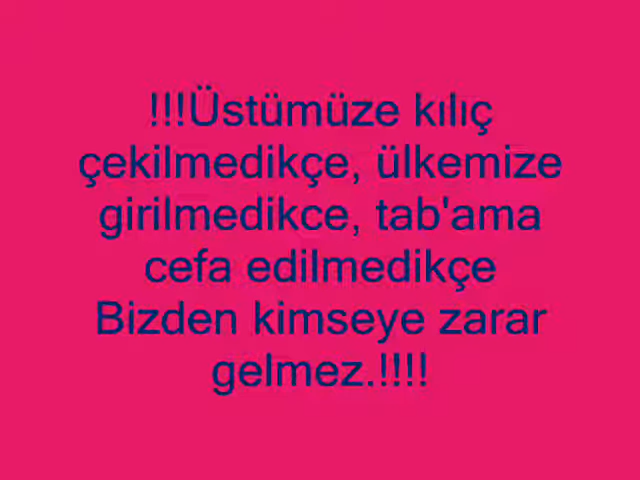 !!!Üstümüze kılıç
çekilmedikçe, ülkemize
girilmedikce, tab'ama
cefa edilmedikçe
Bizden kimseye zarar
gelmez.!!!!